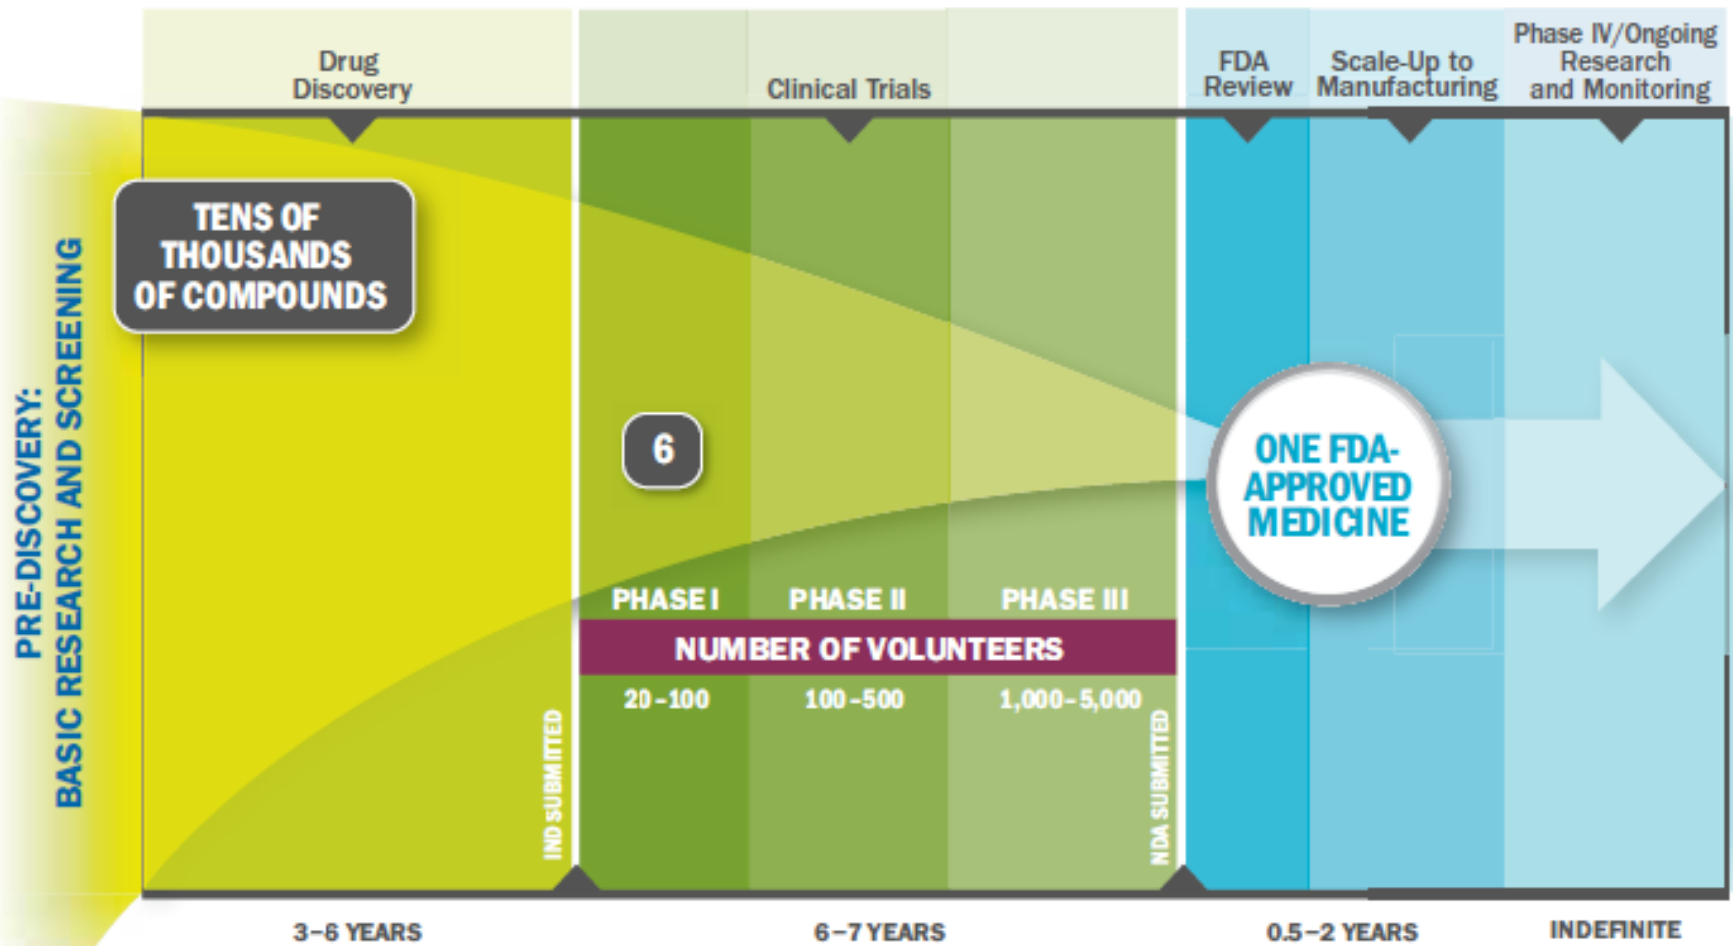 Drug
Discovery
Clinical Trials
FDA
Review
Scale-Up to
Manufacturing
Phase IV/Ongoing
Research
and Monitoring
PRE-DISCOVERY:
BASIC RESEARCH AND SCREENING
TENS OF
THOUSANDS
OF COMPOUNDS
6
ONE FDA-
APPROVED
MEDICINE
PHASE I
PHASE II
PHASE III
NUMBER OF VOLUNTEERS
20–100
100–500
1,000–5,000
IND SUBMITTED
NDA SUBMITTED
3–6 YEARS
6–7 YEARS
0.5–2 YEARS
INDEFINITE